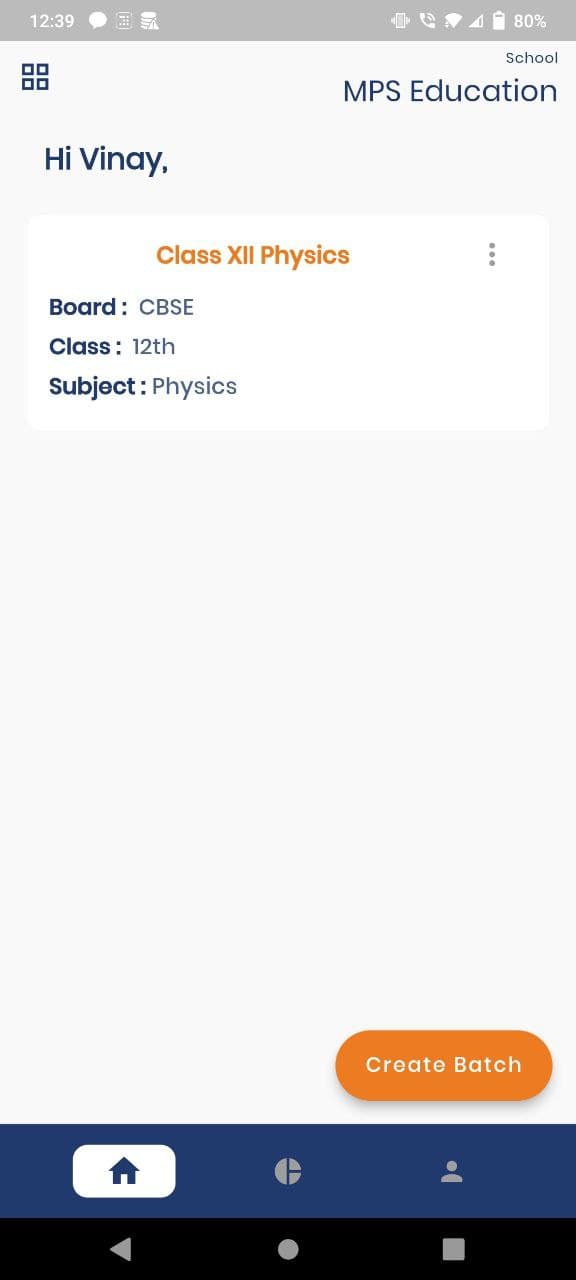 12:39
80%
School
MPS Education
Hi Vinay,
Class XII Physics
Board : CBSE
Class : 12th
Subject : Physics
Create Batch